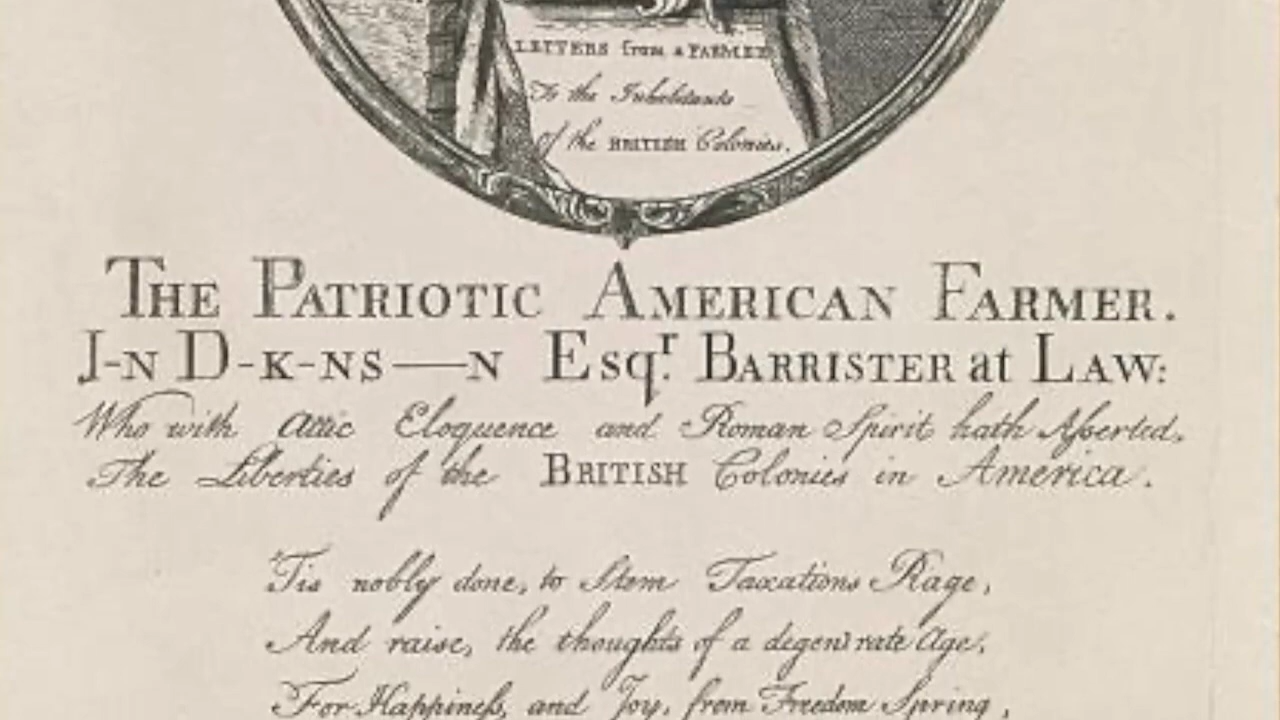 LETTERS from a FARMER
To the Inhabitants
of the BRITISH Colonies.
THE PATRIOTIC AMERICAN FARMER.
J-N D-K-NS—N Esqr. BARRISTER at LAW:
Who with Attic Eloquence and Roman Spirit hath Aſserted,
The Liberties of the BRITISH Colonies in America.
'Tis nobly done, to Stem Taxations Rage,
And raise, the thoughts of a degen'rate Age,
For Happineſs, and Joy, from Freedom Spring,